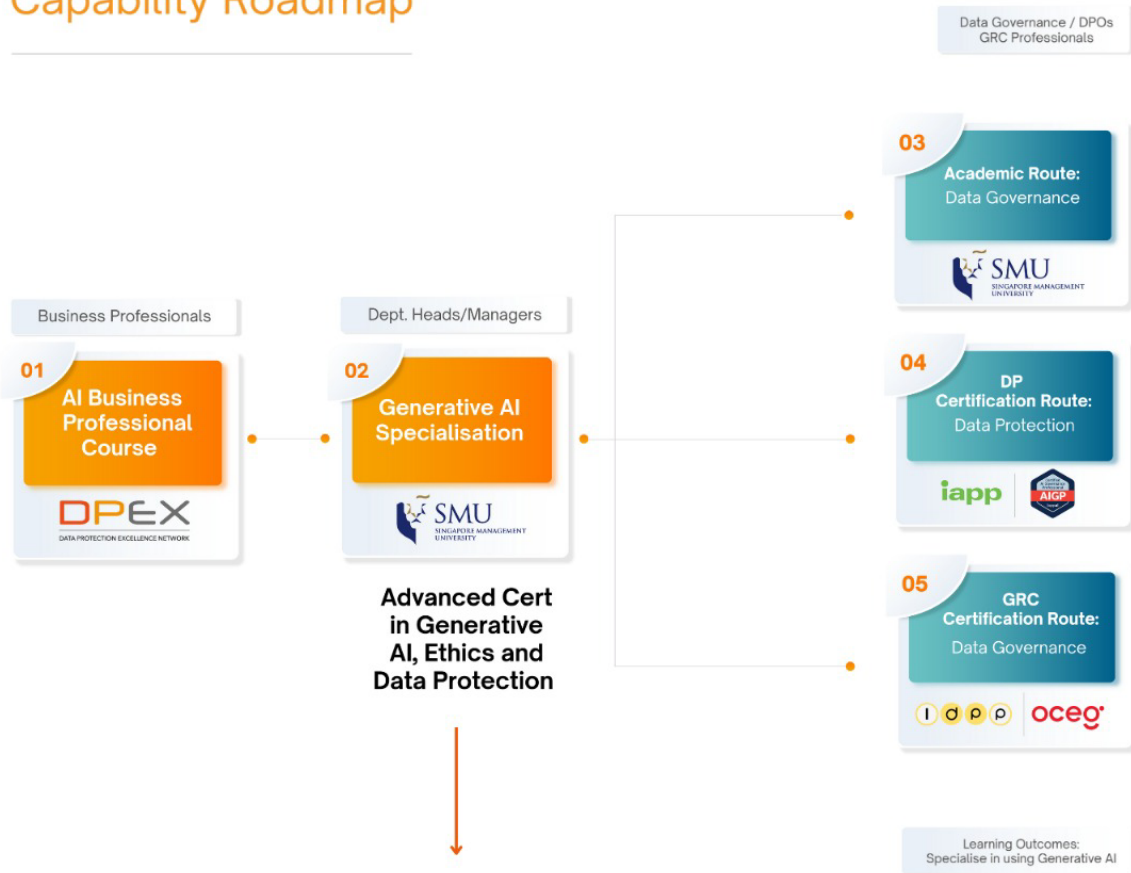 Capability Roadmap
Data Governance / DPOs
GRC Professionals
03
Academic Route:
Data Governance
SMU
SINGAPORE MANAGEMENT
UNIVERSITY
Business Professionals
01
AI Business
Professional
Course
DPEX
DATA PROTECTION EXCELLENCE NETWORK
Dept. Heads/Managers
02
Generative AI
Specialisation
SMU
SINGAPORE MANAGEMENT
UNIVERSITY
Advanced Cert
in Generative
AI, Ethics and
Data Protection
04
DP
Certification Route:
Data Protection
iapp
AIGP
05
GRC
Certification Route:
Data Governance
I d p p
oceg
Learning Outcomes:
Specialise in using Generative AI